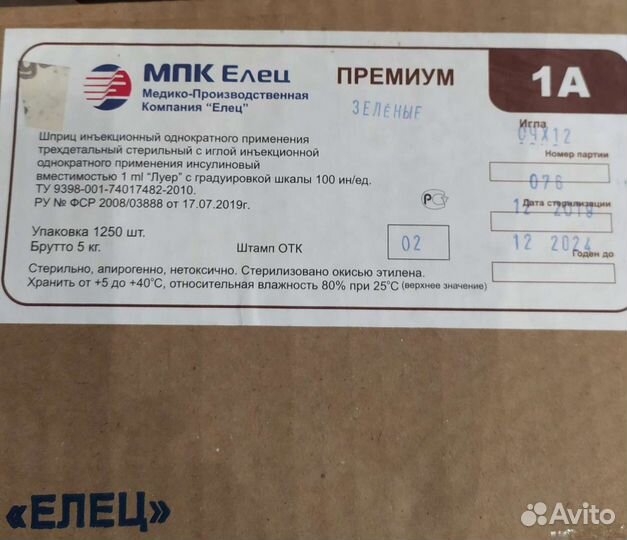 МПК Елец
Медико-Производственная
Компания "Елец"
ПРЕМИУМ
ЗЕЛЕНЫЕ
1А
Шприц инъекционный однократного применения
трехдетальный стерильный с иглой инъекционной
однократного применения инсулиновый
вместимостью 1 ml "Луер" с градуировкой шкалы 100 ин/ед.
ТУ 9398-001-74017482-2010.
РУ № ФСР 2008/03888 от 17.07.2019г.
Упаковка 1250 шт.
Брутто 5 кг.
Штамп ОТК
02
Стерильно, апирогенно, нетоксично. Стерилизовано окисью этилена.
Хранить от +5 до +40°С, относительная влажность 80% при 25°С (верхнее значение)
Игла
04X12
Номер партии
076
Дата стерилизации
12 2019
12 2024
Годен до
«ЕЛЕЦ»
Avito